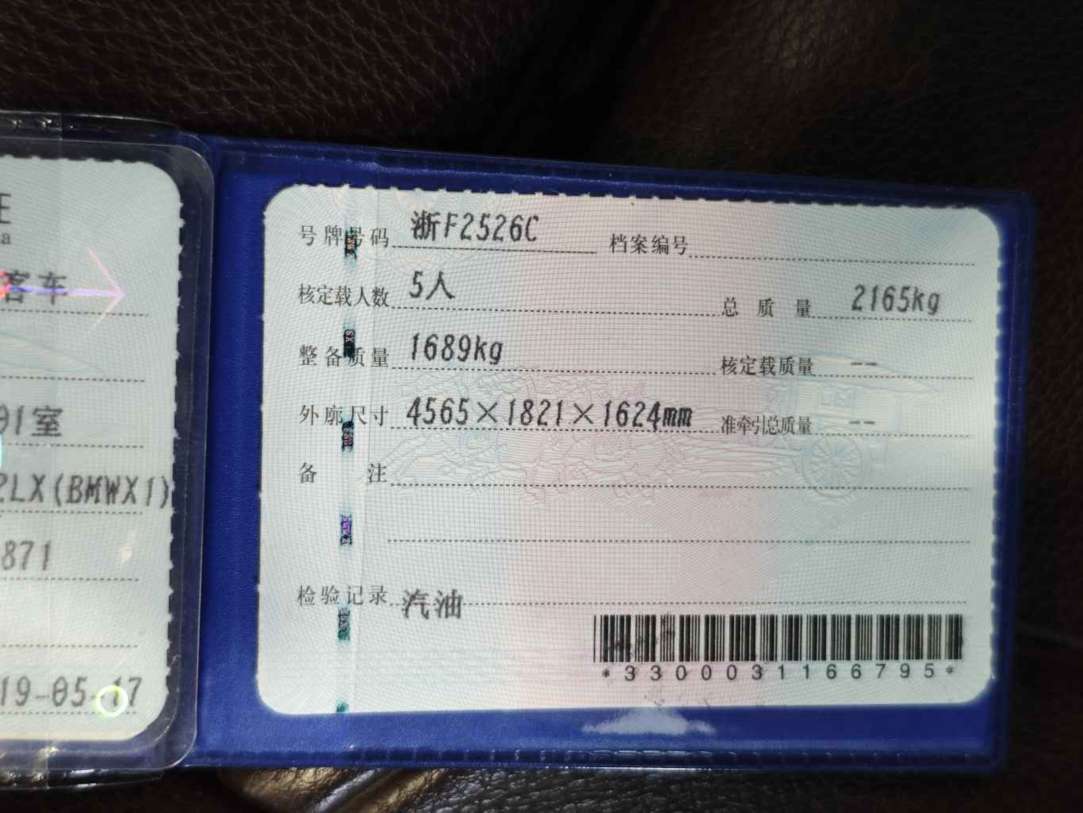 a
客车
01室
2LX(BMWX1)
871
19-05-17
号牌号码 浙F2526C 档案编号
核定载人数 5人 总质量 2165kg
整备质量 1689kg 核定载质量 --
外廓尺寸 4565×1821×1624mm 准牵引总质量 --
备注
检验记录 汽油
*3300031166795*